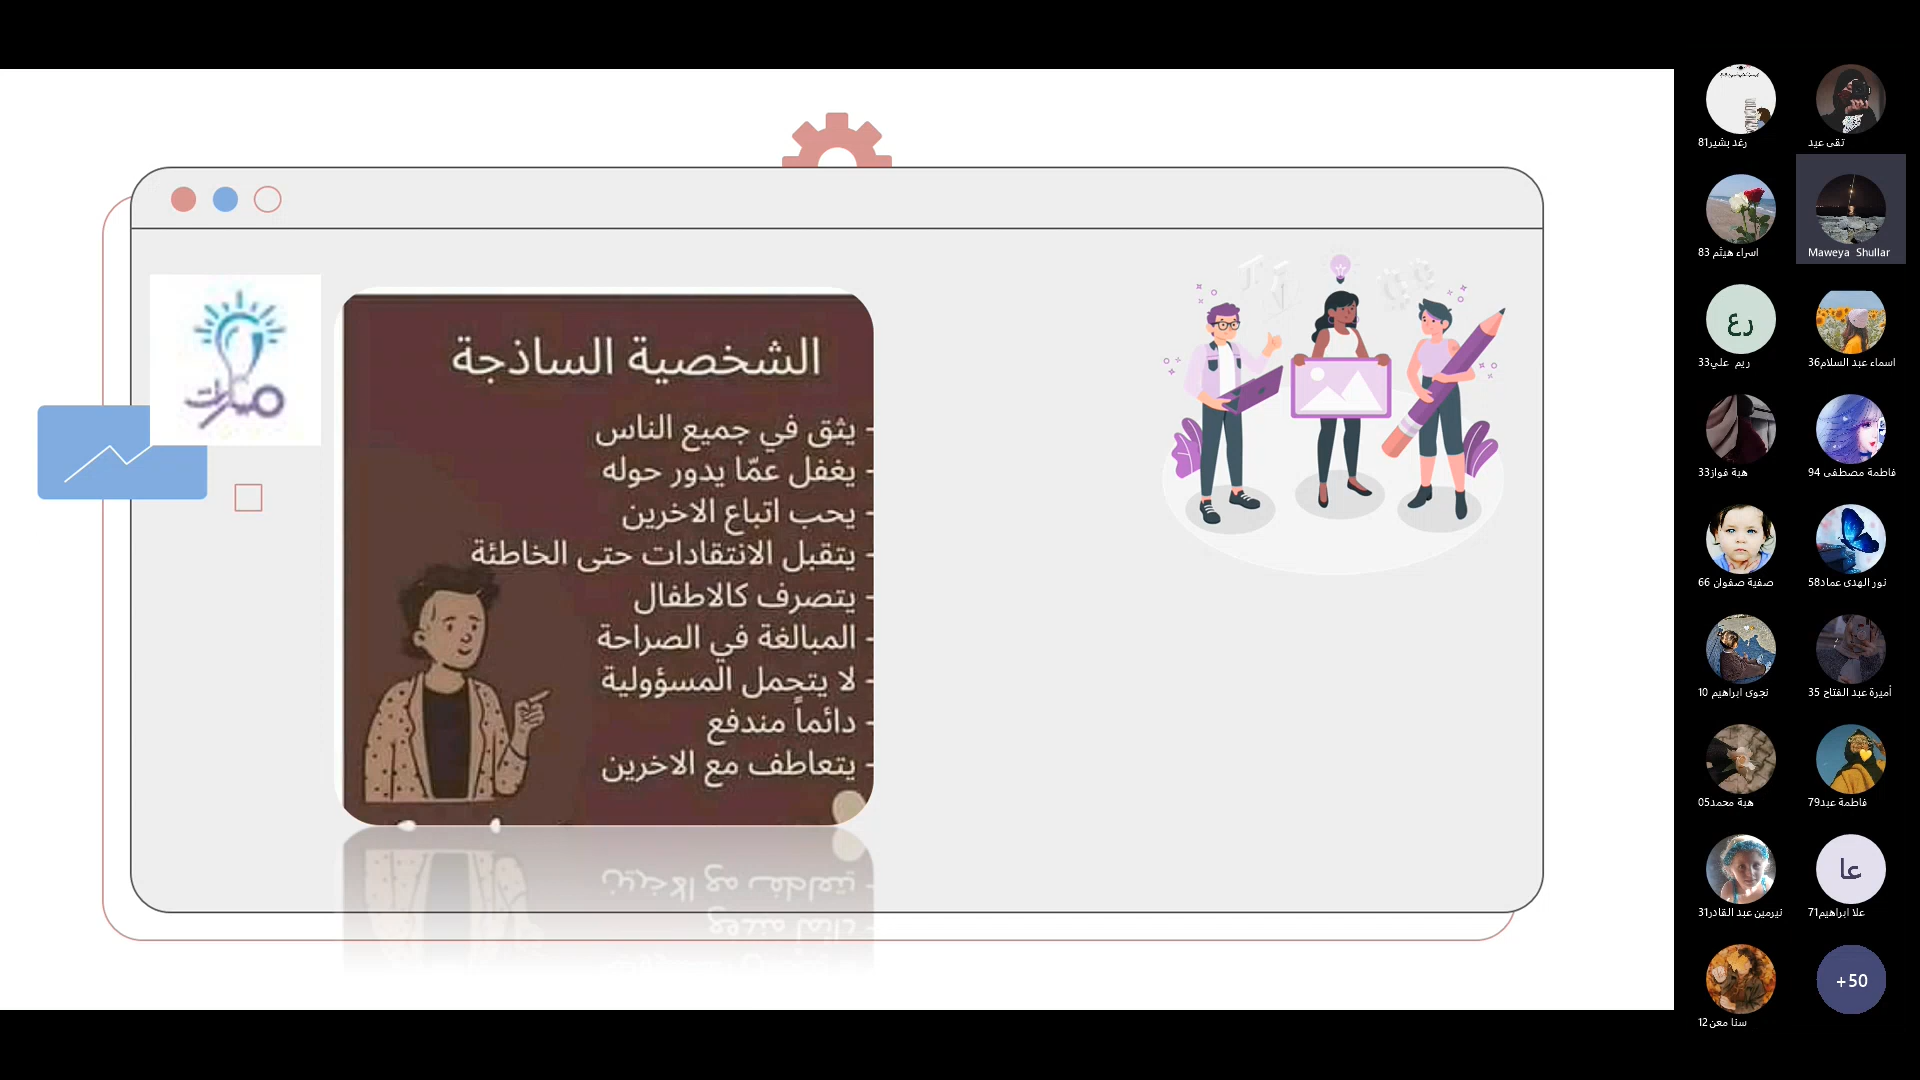 الشخصية الساذجة
- يثق في جميع الناس
- يغفل عمّا يدور حوله
- يحب اتباع الاخرين
- يتقبل الانتقادات حتى الخاطئة
- يتصرف كالاطفال
- المبالغة في الصراحة
- لا يتحمل المسؤولية
- دائماً مندفع
- يتعاطف مع الاخرين
مهارات
رغد بشير81
تقى عيد
اسراء هيثم 83
Maweya Shullar
رع
ريم علي33
اسماء عبد السلام36
هبة فواز33
فاطمة مصطفى 94
صفية صفوان 66
نور الهدى عماد58
نجوى ابراهيم 10
أميرة عبد الفتاح 35
هبة محمد05
فاطمة عبد79
نيرمين عبد القادر31
عا
علا ابراهيم71
سنا معن12
+50